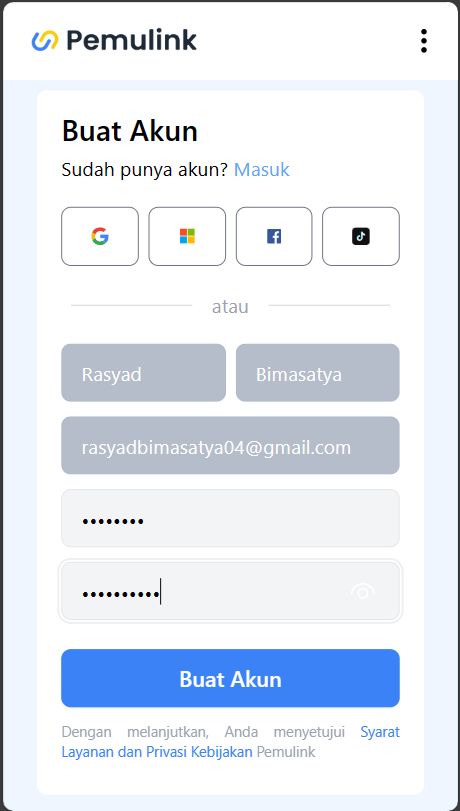 Pemulink
Buat Akun
Sudah punya akun? Masuk
atau
Rasyad Bimasatya
rasyadbimasatya04@gmail.com
••••••••
••••••••••
Buat Akun
Dengan melanjutkan, Anda menyetujui Syarat
Layanan dan Privasi Kebijakan Pemulink